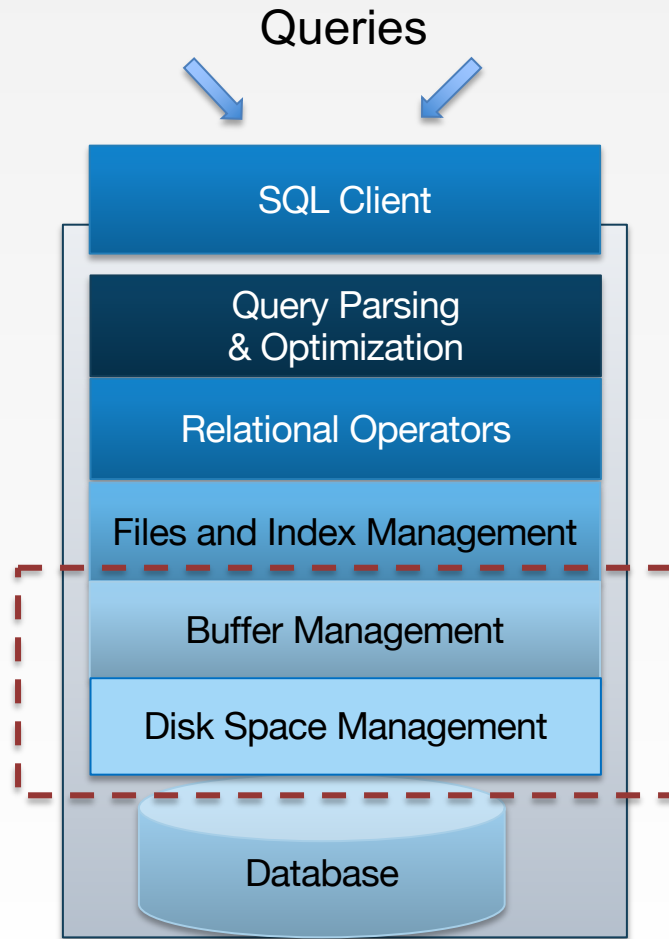 Queries
SQL Client
Query Parsing
& Optimization
Relational Operators
Files and Index Management
Buffer Management
Disk Space Management
Database